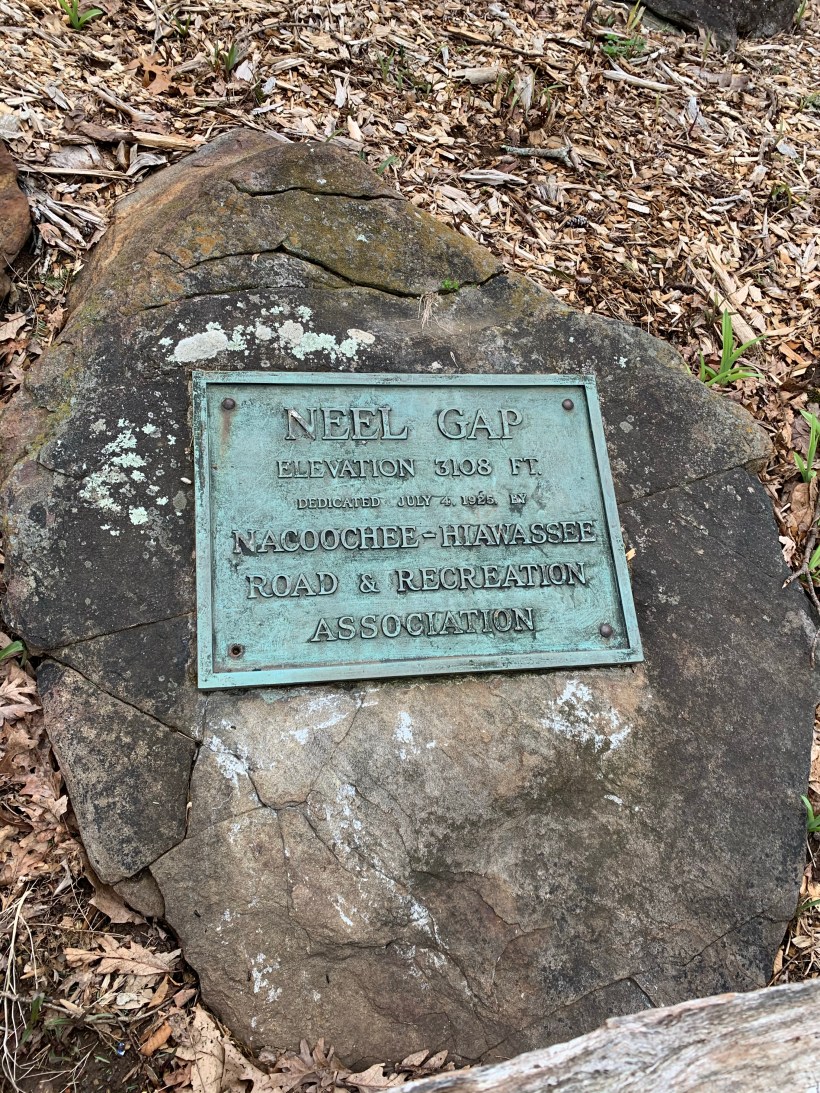 NEEL GAP
ELEVATION 3108 FT.
DEDICATED JULY 4, 1925, BY
NACOOCHEE-HIAWASSEE
ROAD & RECREATION
ASSOCIATION